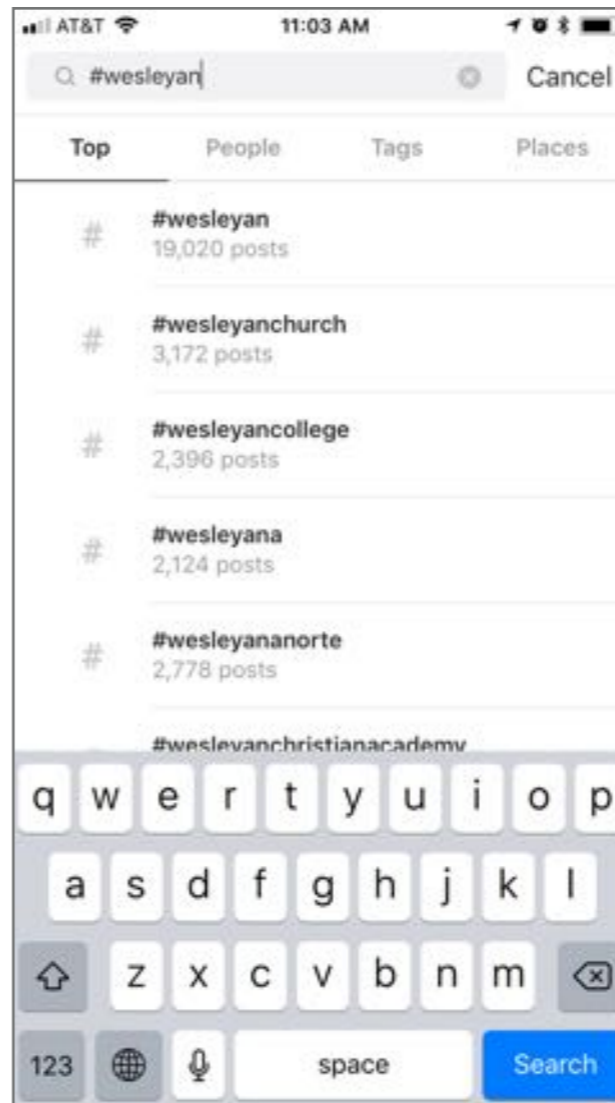 AT&T 11:03 AM
#wesleyan Cancel
Top People Tags Places
# #wesleyan
19,020 posts
# #wesleyanchurch
3,172 posts
# #wesleyancollege
2,396 posts
# #wesleyana
2,124 posts
# #wesleyananorte
2,778 posts
#wesleyanchristianacademy
q w e r t y u i o p
a s d f g h j k l
z x c v b n m
123 space Search